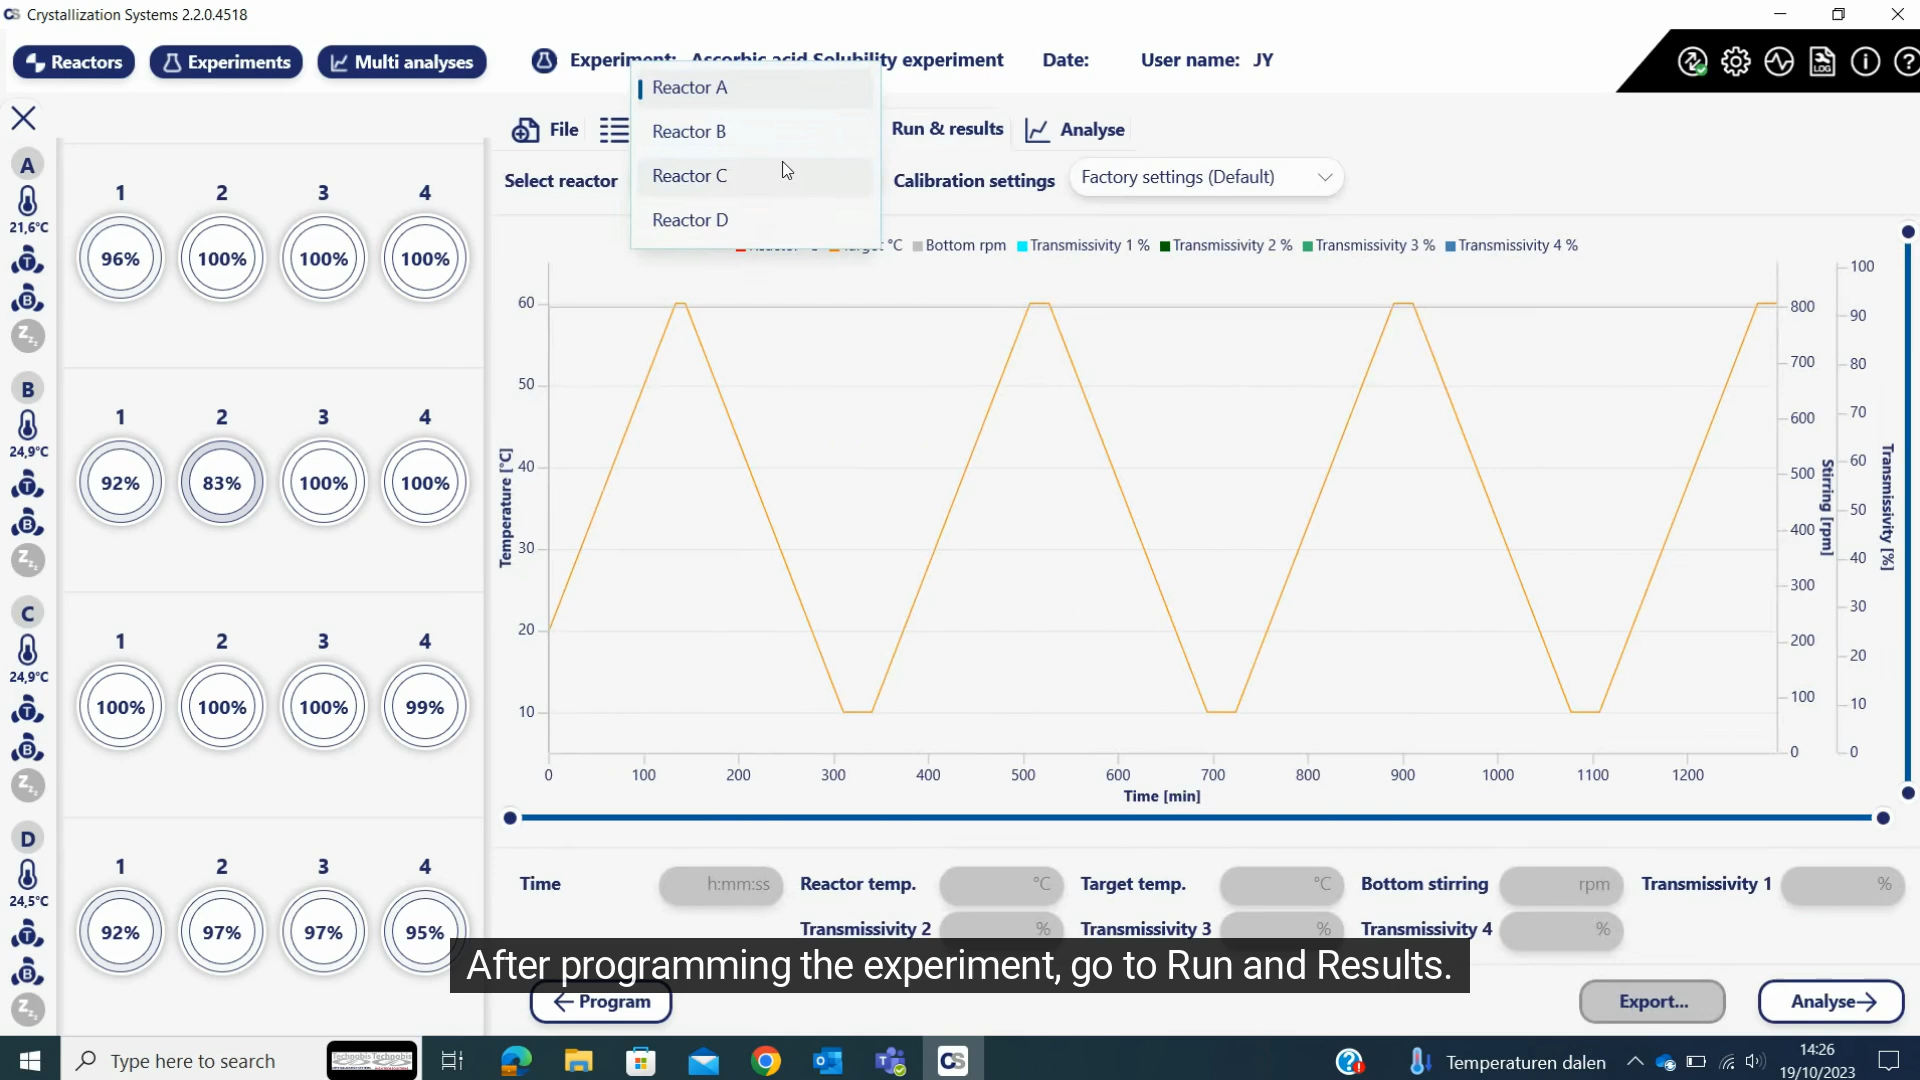 Crystallization Systems 2.2.0.4518
Reactors
Experiments
Multi analyses
Experiment: Ascorbic acid Solubility experiment
Date:
User name: JY
LOG
File
Run & results
Analyse
Select reactor
Reactor A
Reactor B
Reactor C
Reactor D
Calibration settings
Factory settings (Default)
°C
Bottom rpm
Transmissivity 1 %
Transmissivity 2 %
Transmissivity 3 %
Transmissivity 4 %
A
21,6°C
T
B
Zzz
1 2 3 4
96% 100% 100% 100%
B
24,9°C
T
B
Zzz
1 2 3 4
92% 83% 100% 100%
C
24,9°C
T
B
Zzz
1 2 3 4
100% 100% 100% 99%
D
24,5°C
T
B
Zzz
1 2 3 4
92% 97% 97% 95%
Temperature [°C]
60
50
40
30
20
10
0 100 200 300 400 500 600 700 800 900 1000 1100 1200
Time [min]
800
700
600
500
400
300
200
100
0
Stirring [rpm]
100
90
80
70
60
50
40
30
20
10
0
Transmissivity [%]
Time h:mm:ss
Reactor temp. °C
Target temp. °C
Bottom stirring rpm
Transmissivity 1 %
Transmissivity 2 %
Transmissivity 3 %
Transmissivity 4 %
After programming the experiment, go to Run and Results.
Program
Export...
Analyse
Type here to search
Technobis Technobis
CS
Temperaturen dalen
14:26
19/10/2023